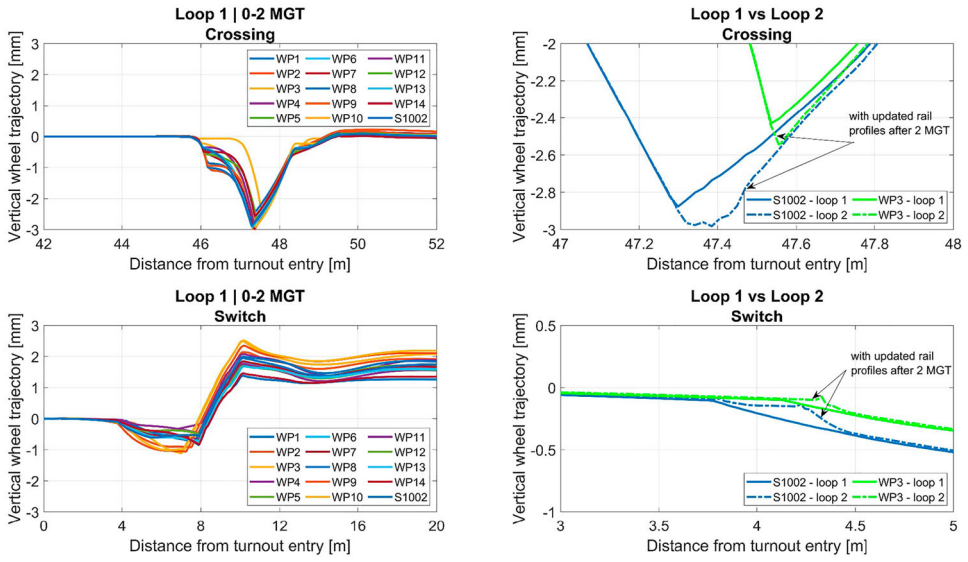 Loop 1 | 0-2 MGT
Crossing
Vertical wheel trajectory [mm]
3
2
1
0
-1
-2
-3
WP1 WP6 WP11
WP2 WP7 WP12
WP3 WP8 WP13
WP4 WP9 WP14
WP5 WP10 S1002
42 44 46 48 50 52
Distance from turnout entry [m]
Loop 1 vs Loop 2
Crossing
Vertical wheel trajectory [mm]
-2
-2.2
-2.4
-2.6
-2.8
-3
with updated rail
profiles after 2 MGT
S1002 - loop 1 WP3 - loop 1
S1002 - loop 2 WP3 - loop 2
47 47.2 47.4 47.6 47.8 48
Distance from turnout entry [m]
Loop 1 | 0-2 MGT
Switch
Vertical wheel trajectory [mm]
3
2
1
0
-1
-2
-3
WP1 WP6 WP11
WP2 WP7 WP12
WP3 WP8 WP13
WP4 WP9 WP14
WP5 WP10 S1002
0 4 8 12 16 20
Distance from turnout entry [m]
Loop 1 vs Loop 2
Switch
Vertical wheel trajectory [mm]
0.5
0
-0.5
-1
with updated rail
profiles after 2 MGT
S1002 - loop 1 WP3 - loop 1
S1002 - loop 2 WP3 - loop 2
3 3.5 4 4.5 5
Distance from turnout entry [m]